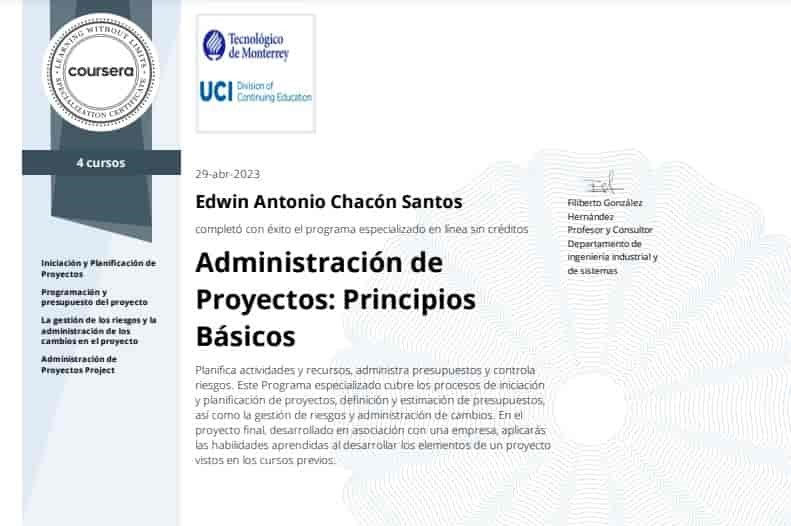 LEARNING WITHOUT LIMITS
coursera
SPECIALIZATION CERTIFICATE
4 cursos
Iniciación y Planificación de
Proyectos
Programación y
presupuesto del proyecto
La gestión de los riesgos y la
administración de los
cambios en el proyecto
Administración de
Proyectos Project
Tecnológico
de Monterrey
UCI Division of
Continuing Education
29-abr-2023
Edwin Antonio Chacón Santos
completó con éxito el programa especializado en línea sin créditos
Administración de
Proyectos: Principios
Básicos
Planifica actividades y recursos, administra presupuestos y controla
riesgos. Este Programa especializado cubre los procesos de iniciación
y planificación de proyectos, definición y estimación de presupuestos,
así como la gestión de riesgos y administración de cambios. En el
proyecto final, desarrollado en asociación con una empresa, aplicarás
las habilidades aprendidas al desarrollar los elementos de un proyecto
vistos en los cursos previos.
Filiberto González
Hernández
Profesor y Consultor
Departamento de
ingeniería industrial y
de sistemas